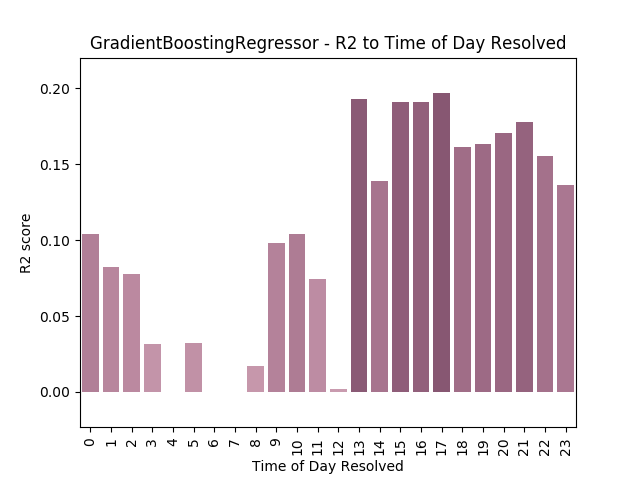 GradientBoostingRegressor - R2 to Time of Day Resolved
0.20
0.15
0.10
0.05
0.00
R2 score
0 1 2 3 4 5 6 7 8 9 10 11 12 13 14 15 16 17 18 19 20 21 22 23
Time of Day Resolved